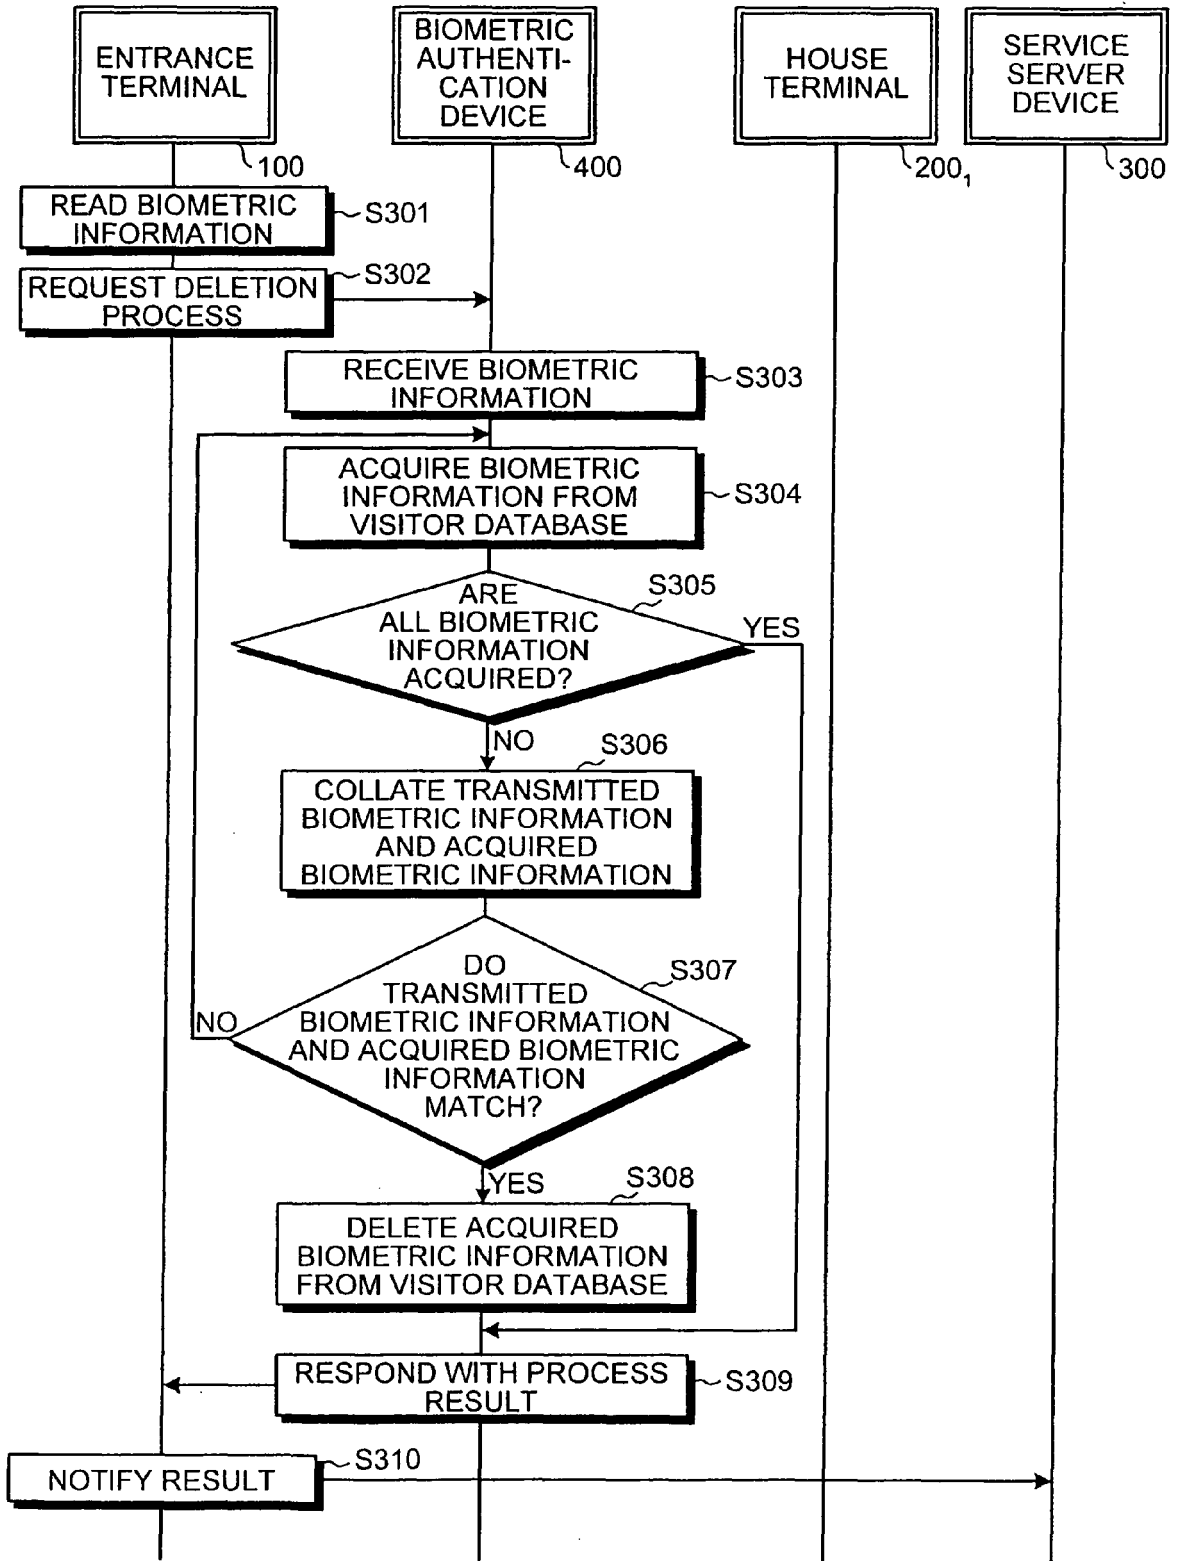 ENTRANCE
TERMINAL
BIOMETRIC
AUTHENTI-
CATION
DEVICE
HOUSE
TERMINAL
SERVICE
SERVER
DEVICE
100
400
200₁
300
READ BIOMETRIC
INFORMATION
S301
REQUEST DELETION
PROCESS
S302
RECEIVE BIOMETRIC
INFORMATION
S303
ACQUIRE BIOMETRIC
INFORMATION FROM
VISITOR DATABASE
S304
ARE
ALL BIOMETRIC
INFORMATION
ACQUIRED?
S305
YES
NO
COLLATE TRANSMITTED
BIOMETRIC INFORMATION
AND ACQUIRED
BIOMETRIC INFORMATION
S306
DO
TRANSMITTED
BIOMETRIC INFORMATION
AND ACQUIRED BIOMETRIC
INFORMATION
MATCH?
S307
NO
YES
DELETE ACQUIRED
BIOMETRIC INFORMATION
FROM VISITOR DATABASE
S308
RESPOND WITH PROCESS
RESULT
S309
NOTIFY RESULT
S310